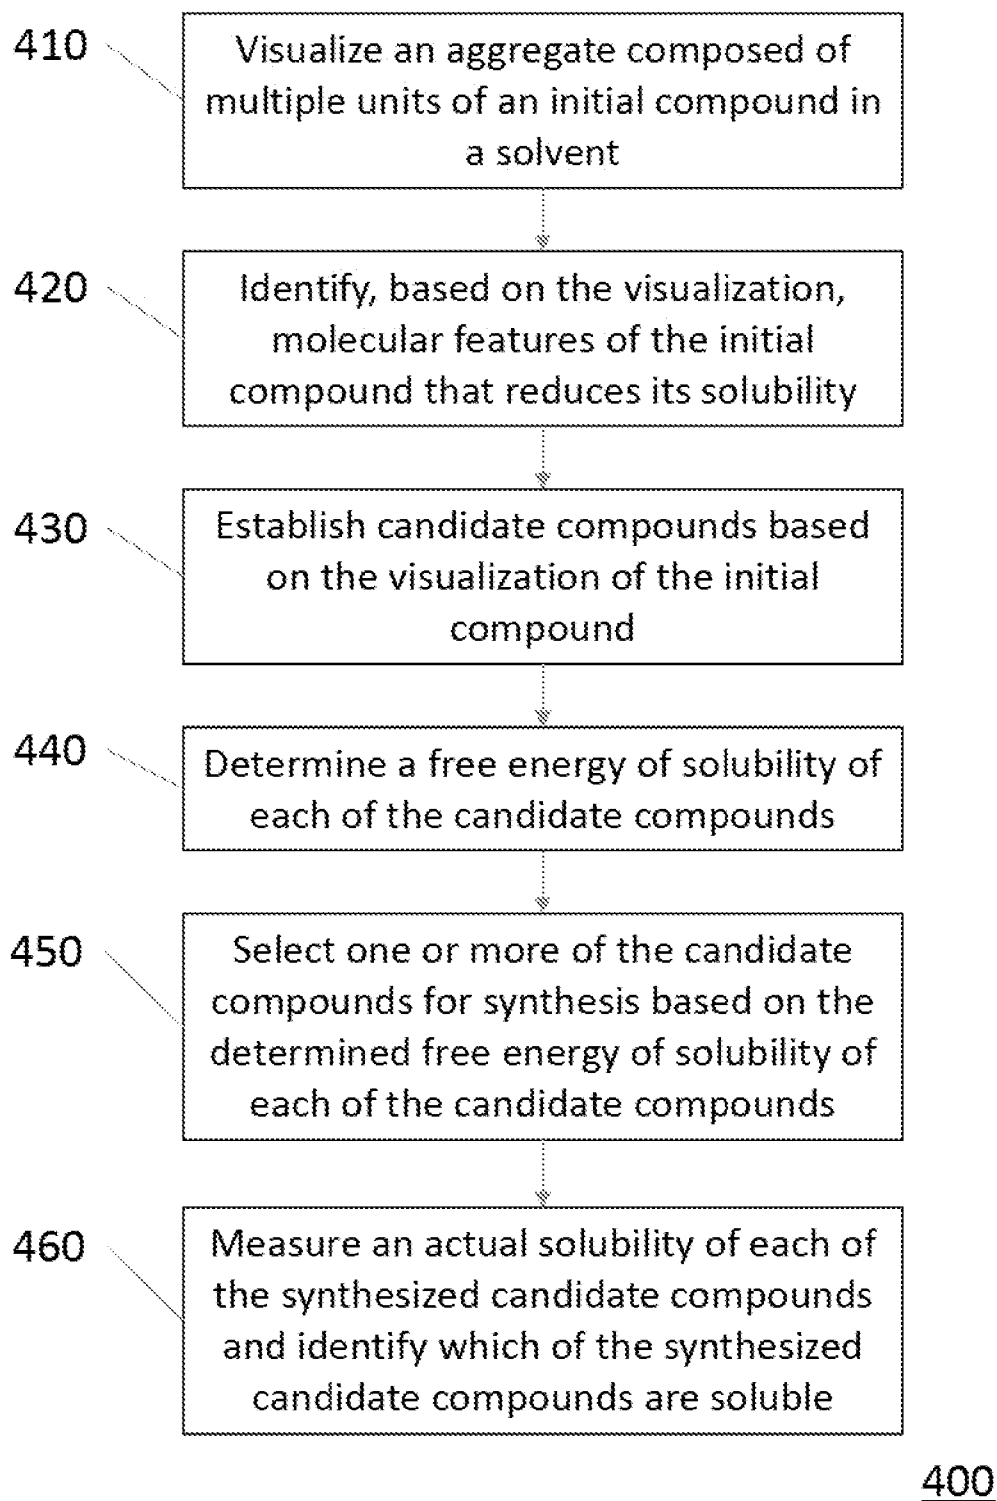 410
Visualize an aggregate composed of
multiple units of an initial compound in
a solvent
420
Identify, based on the visualization,
molecular features of the initial
compound that reduces its solubility
430
Establish candidate compounds based
on the visualization of the initial
compound
440
Determine a free energy of solubility of
each of the candidate compounds
450
Select one or more of the candidate
compounds for synthesis based on the
determined free energy of solubility of
each of the candidate compounds
460
Measure an actual solubility of each of
the synthesized candidate compounds
and identify which of the synthesized
candidate compounds are soluble
400